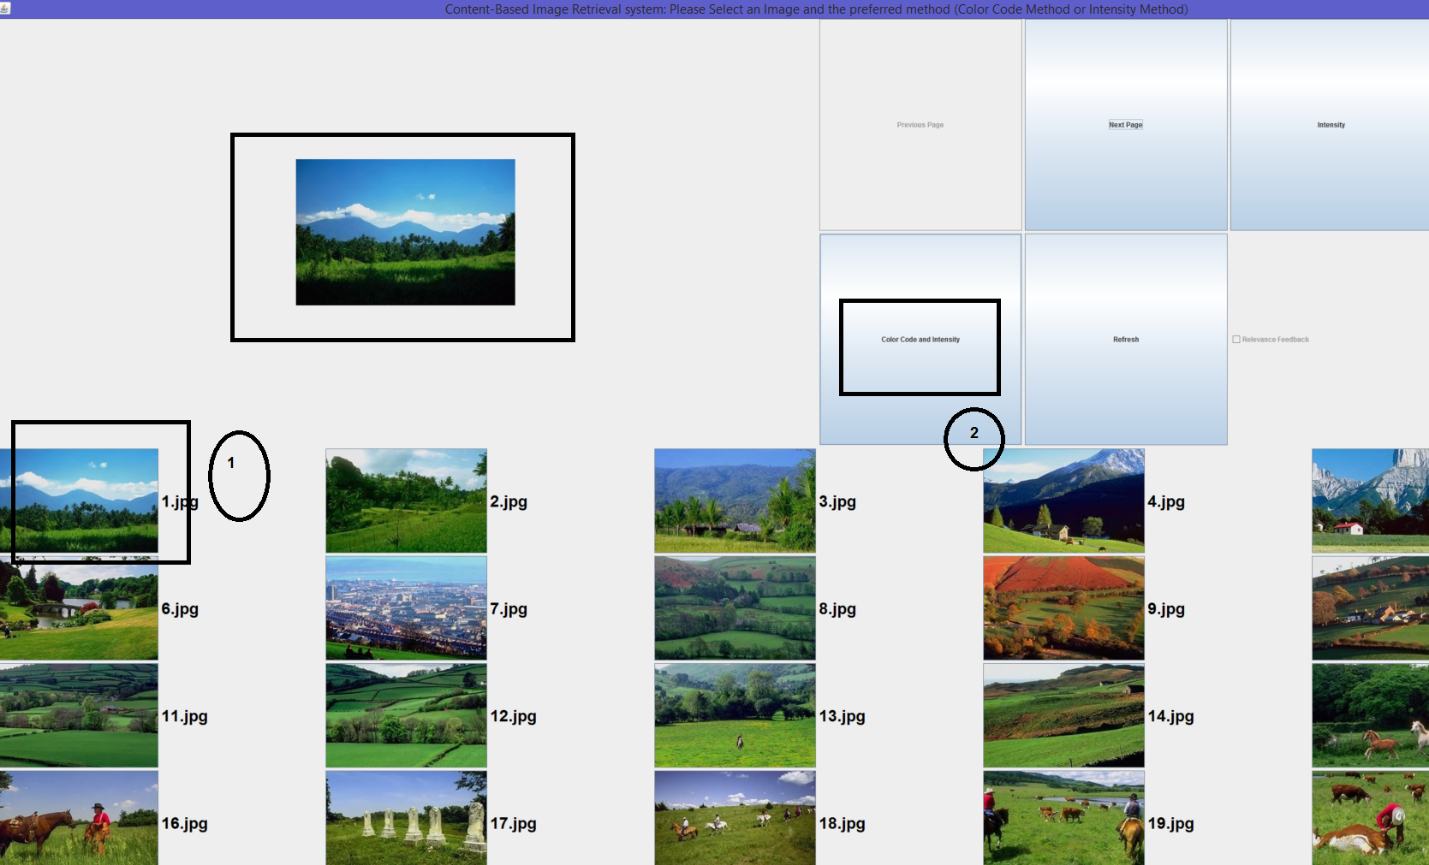 Content-Based Image Retrieval system: Please Select an Image and the preferred method (Color Code Method or Intensity Method)
Previous Page
Next Page
Intensity
Color Code and Intensity
Refresh
Relevance Feedback
1
2
1.jpg
2.jpg
3.jpg
4.jpg
6.jpg
7.jpg
8.jpg
9.jpg
11.jpg
12.jpg
13.jpg
14.jpg
16.jpg
17.jpg
18.jpg
19.jpg